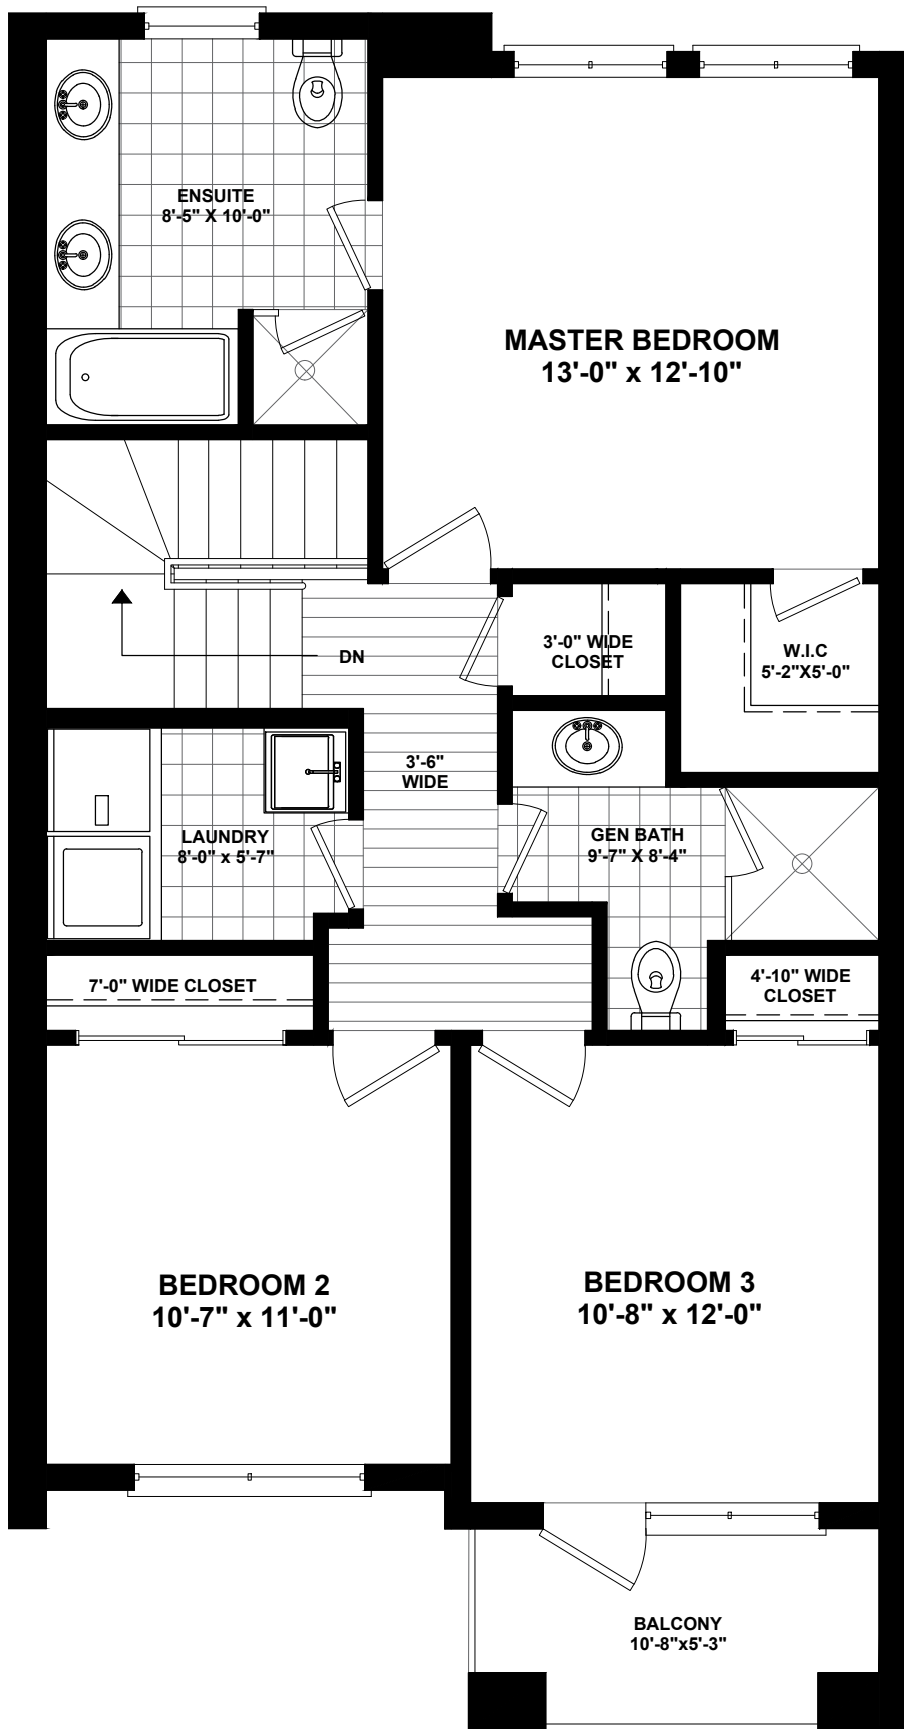 ENSUITE
8'-5" X 10'-0"
MASTER BEDROOM
13'-0" x 12'-10"
3'-0" WIDE
CLOSET
W.I.C
5'-2"X5'-0"
DN
3'-6"
WIDE
LAUNDRY
8'-0" x 5'-7"
GEN BATH
9'-7" X 8'-4"
7'-0" WIDE CLOSET
4'-10" WIDE
CLOSET
BEDROOM 2
10'-7" x 11'-0"
BEDROOM 3
10'-8" x 12'-0"
BALCONY
10'-8"x5'-3"